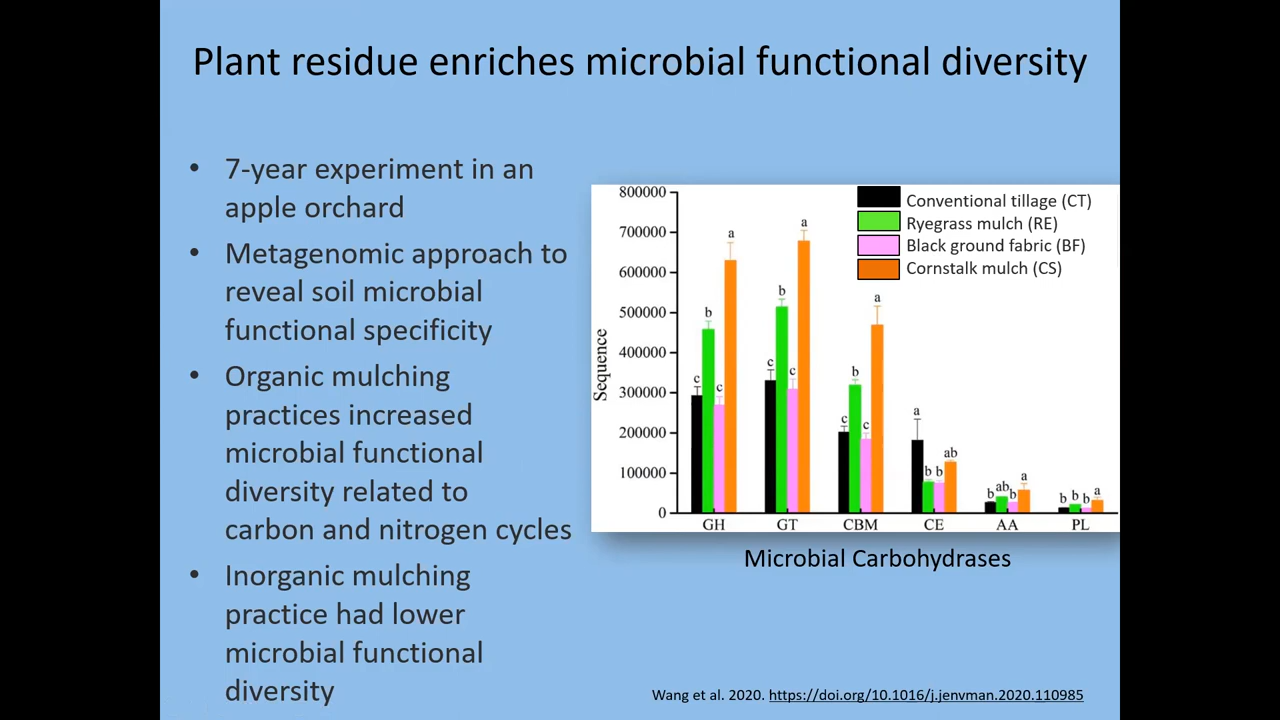 Plant residue enriches microbial functional diversity
• 7-year experiment in an
apple orchard
• Metagenomic approach to
reveal soil microbial
functional specificity
• Organic mulching
practices increased
microbial functional
diversity related to
carbon and nitrogen cycles
• Inorganic mulching
practice had lower
microbial functional
diversity
Conventional tillage (CT)
Ryegrass mulch (RE)
Black ground fabric (BF)
Cornstalk mulch (CS)
Sequence
800000
700000
600000
500000
400000
300000
200000
100000
0
c b c a
c b c a
c b c a
a b b ab
b ab b a
b b b a
GH GT CBM CE AA PL
Microbial Carbohydrases
Wang et al. 2020. https://doi.org/10.1016/j.jenvman.2020.110985